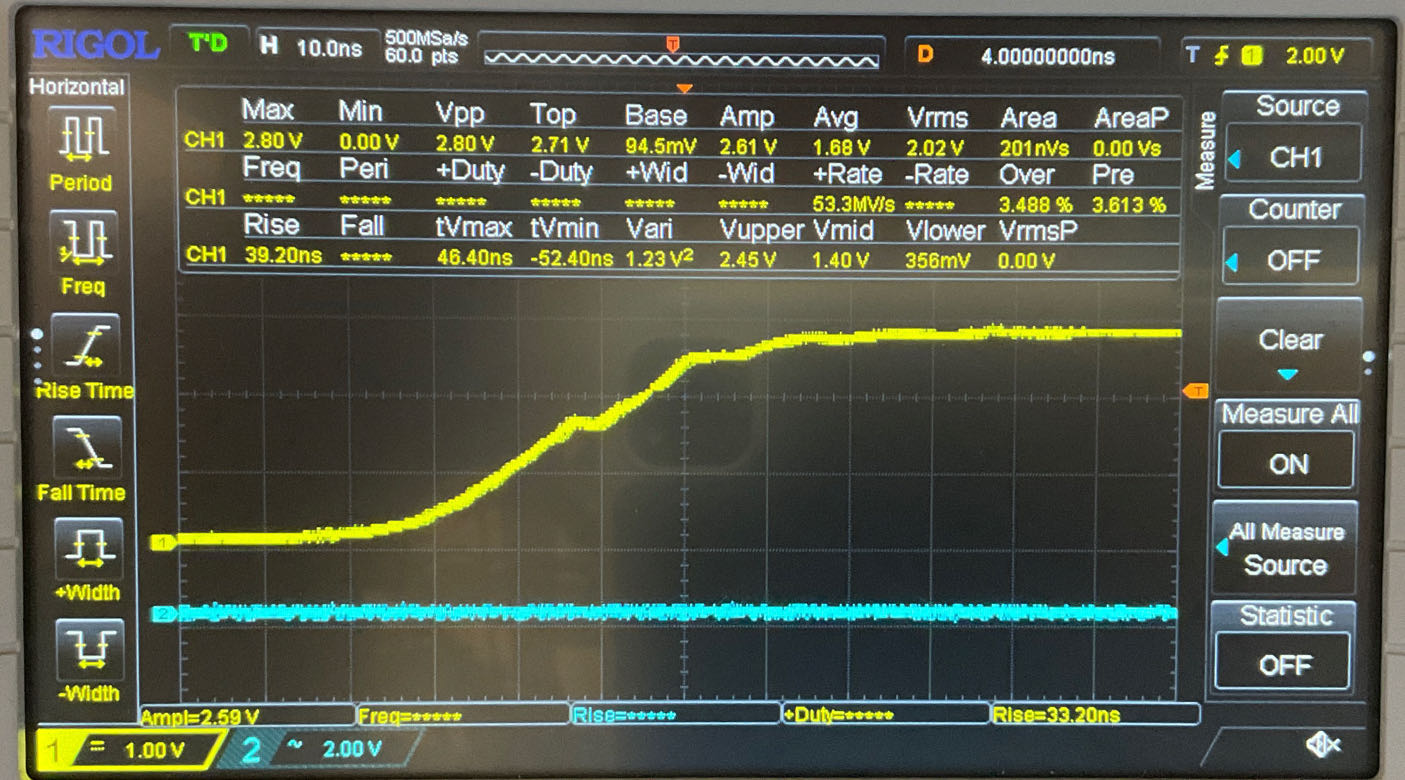 RIGOL T'D H 10.0ns 500MSa/s 60.0 pts T D 4.00000000ns T 1 2.00 V
Horizontal
Period
Freq
Rise Time
Fall Time
+Width
-Width
Max Min Vpp Top Base Amp Avg Vrms Area AreaP
CH1 2.80 V 0.00 V 2.80 V 2.71 V 94.5mV 2.61 V 1.68 V 2.02 V 201nVs 0.00 Vs
Freq Peri +Duty -Duty +Wid -Wid +Rate -Rate Over Pre
CH1 ***** ***** ***** ***** ***** ***** 53.3MV/s ***** 3.488 % 3.613 %
Rise Fall tVmax tVmin Vari Vupper Vmid Vlower VrmsP
CH1 39.20ns ***** 46.40ns -52.40ns 1.23 V² 2.45 V 1.40 V 356mV 0.00 V
1
T
2
Measure
Source
CH1
Counter
OFF
Clear
Measure All
ON
All Measure
Source
Statistic
OFF
Ampl=2.59 V Freq=***** Rise=***** +Duty=***** Rise=33.20ns
1 = 1.00 V 2 ~ 2.00 V